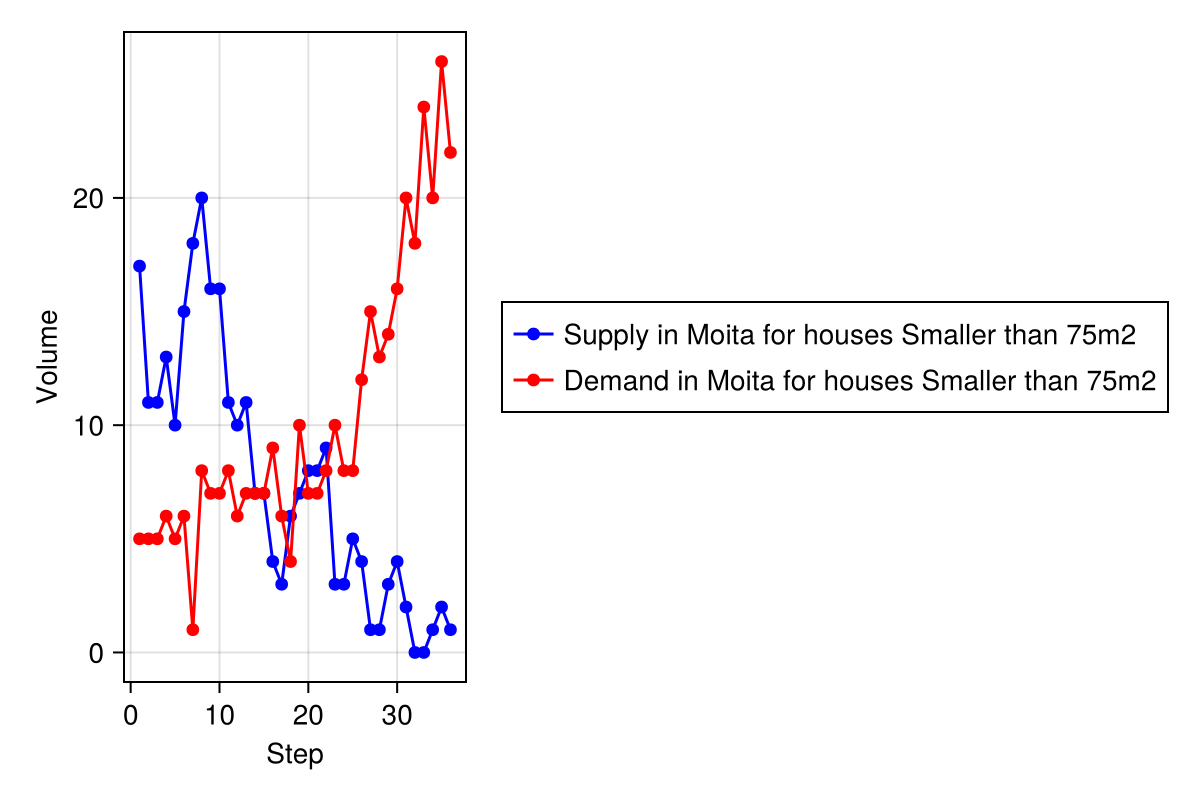 Volume
20
10
0
0 10 20 30
Step
Supply in Moita for houses Smaller than 75m2
Demand in Moita for houses Smaller than 75m2